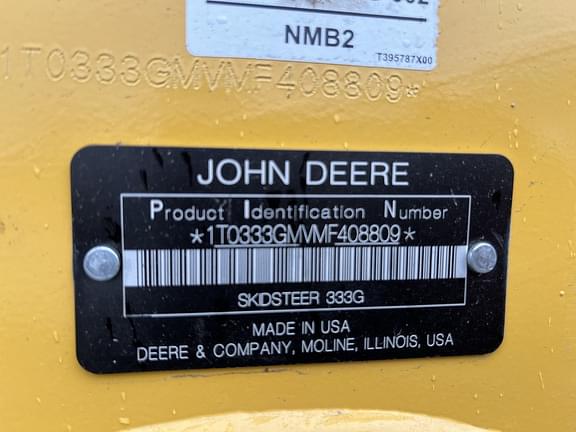 NMB2
T395787X00
1T0333GMVMF408809*
JOHN DEERE
Product Identification Number
*1T0333GMVMF408809*
SKIDSTEER 333G
MADE IN USA
DEERE & COMPANY, MOLINE, ILLINOIS, USA